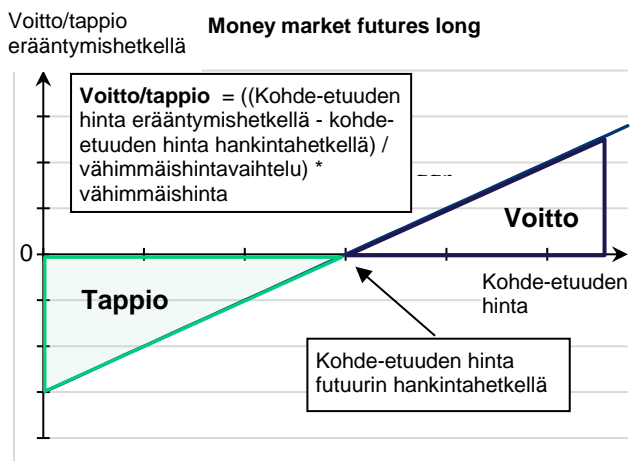 Voitto/tappio
erääntymishetkellä
Money market futures long
Voitto/tappio = ((Kohde-etuuden
hinta erääntymishetkellä - kohde-
etuuden hinta hankintahetkellä) /
vähimmäishintavaihtelu) *
vähimmäishinta
Voitto
0
Kohde-etuuden
hinta
Tappio
Kohde-etuuden hinta
futuurin hankintahetkellä